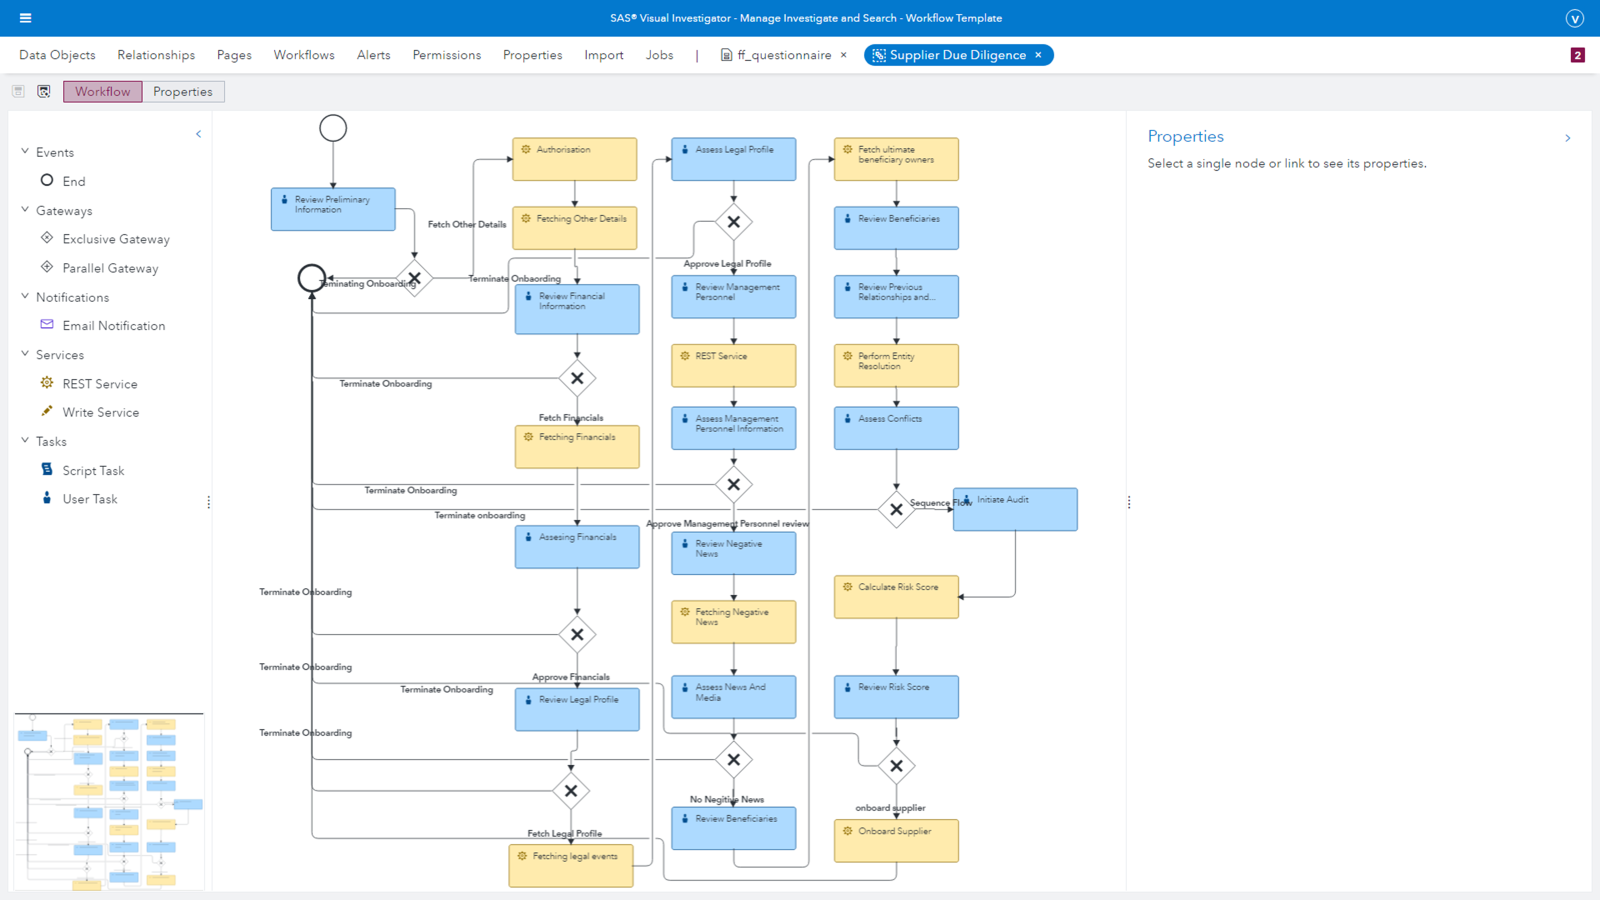 SAS® Visual Investigator - Manage Investigate and Search - Workflow Template
V
Data Objects
Relationships
Pages
Workflows
Alerts
Permissions
Properties
Import
Jobs
|
ff_questionnaire ×
Supplier Due Diligence ×
2
Workflow
Properties
Events
End
Gateways
Exclusive Gateway
Parallel Gateway
Notifications
Email Notification
Services
REST Service
Write Service
Tasks
Script Task
User Task
Review Preliminary
Information
Teminating Onboarding
Fetch Other Details
Authorisation
Fetching Other Details
Terminate Onbaording
Review Financial
Information
Terminate Onboarding
Fetch Financials
Fetching Financials
Terminate Onboarding
Terminate onboarding
Assesing Financials
Terminate Onboarding
Terminate Onboarding
Approve Financials
Terminate Onboarding
Review Legal Profile
Terminate Onboarding
Fetch Legal Profile
Fetching legal events
Assess Legal Profile
Approve Legal Profile
Review Management
Personnel
REST Service
Assess Management
Personnel Information
Approve Management Personnel review
Review Negative
News
Fetching Negative
News
Assess News And
Media
No Negitive News
Review Beneficiaries
Fetch ultimate
beneficiary owners
Review Beneficiaries
Review Previous
Relationships and...
Perform Entity
Resolution
Assess Conflicts
Sequence Flow
Initiate Audit
Calculate Risk Score
Review Risk Score
onboard supplier
Onboard Supplier
Properties
Select a single node or link to see its properties.